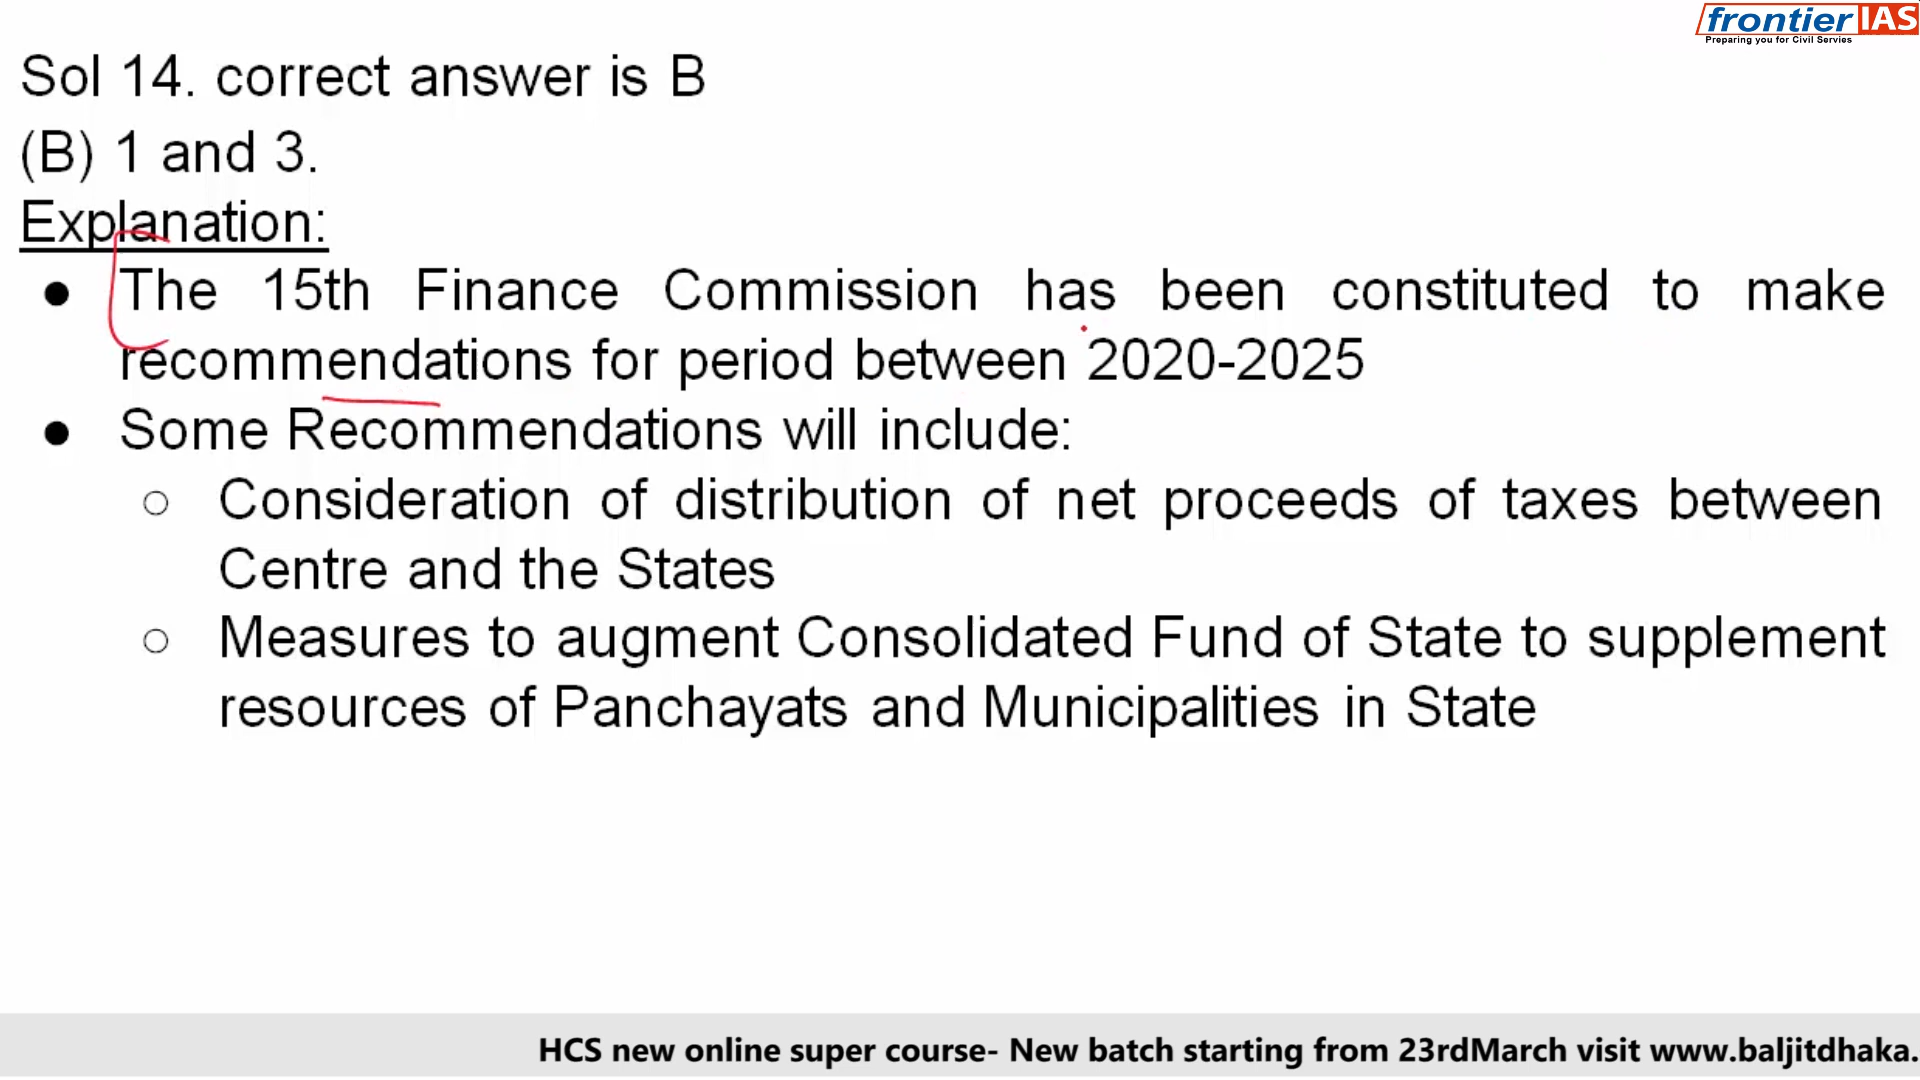 frontier IAS
Preparing you for Civil Servies
Sol 14. correct answer is B
(B) 1 and 3.
Explanation:
● The 15th Finance Commission has been constituted to make
recommendations for period between 2020-2025
● Some Recommendations will include:
○ Consideration of distribution of net proceeds of taxes between
Centre and the States
○ Measures to augment Consolidated Fund of State to supplement
resources of Panchayats and Municipalities in State
HCS new online super course- New batch starting from 23rdMarch visit www.baljitdhaka.